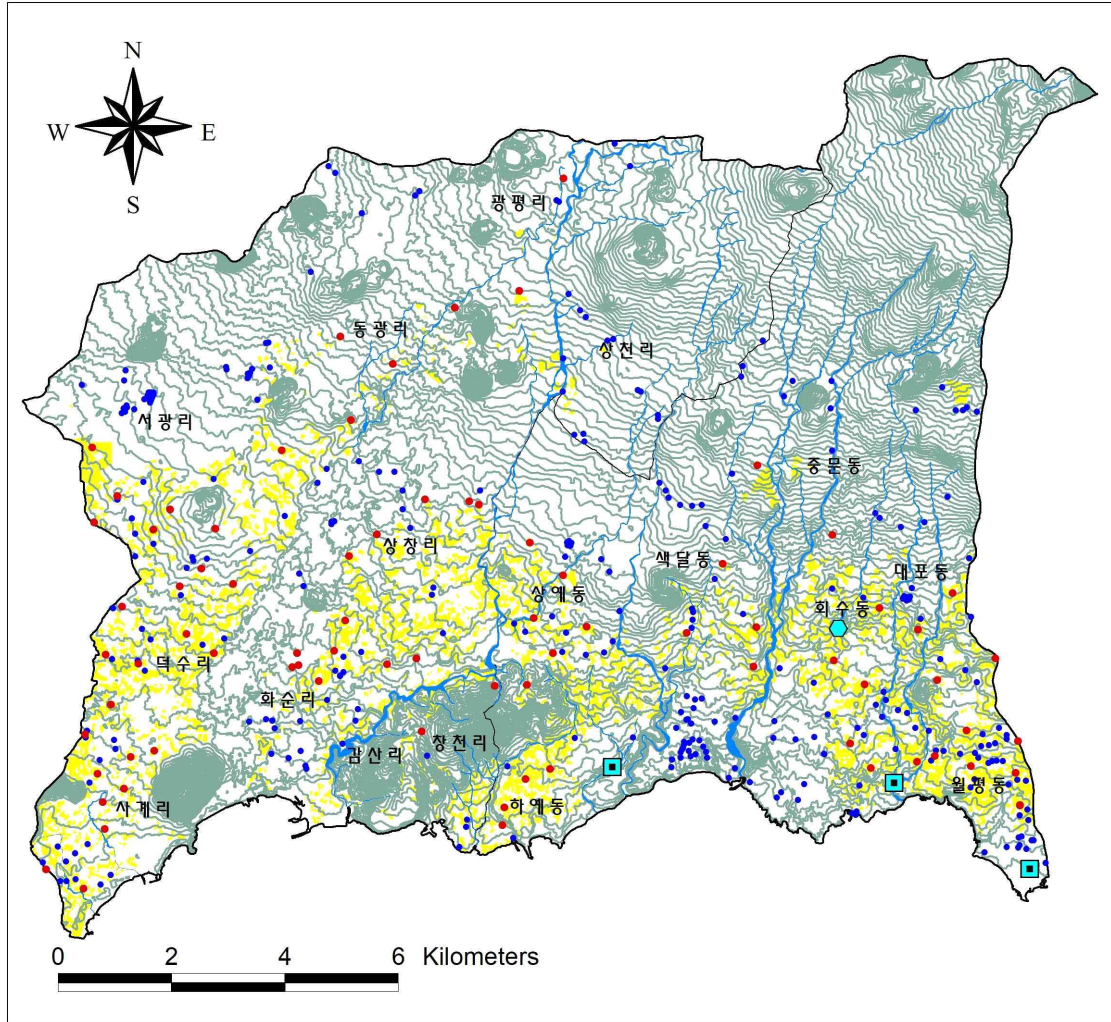 N
W E
S
광평리
동광리
상천리
서광리
중문동
상창리
색달동
대포동
상예동
회수동
덕수리
화순리
창천리
감산리
월평동
사계리
하예동
0 2 4 6 Kilometers